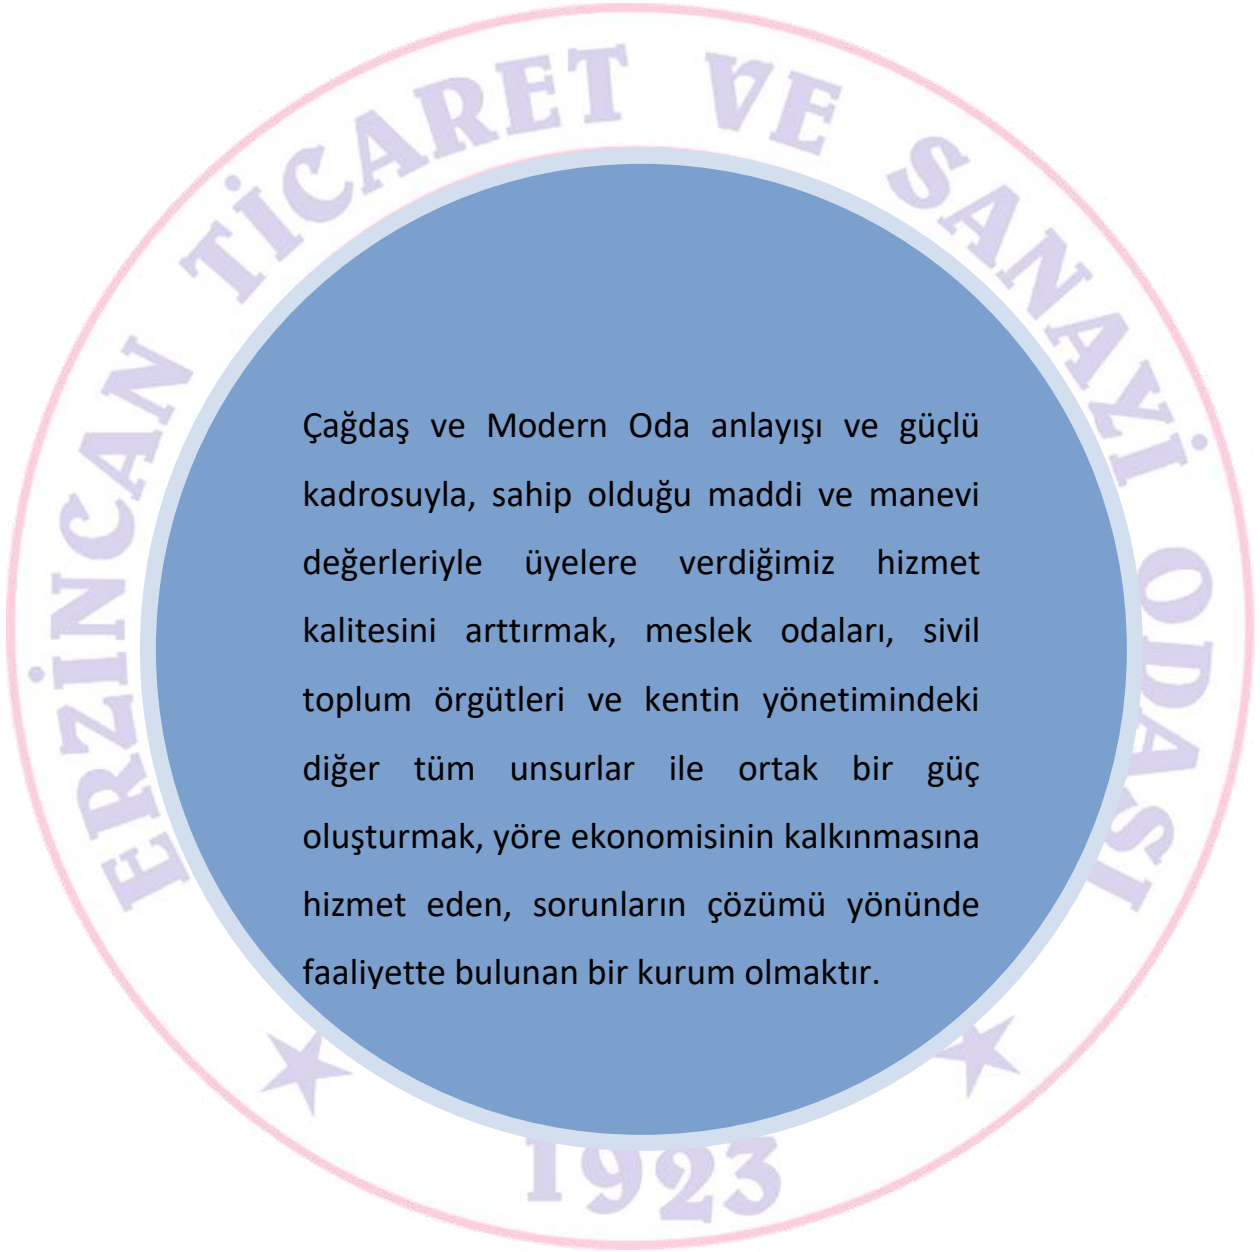 ERZİNCAN TİCARET VE SANAYİ ODASI
Çağdaş ve Modern Oda anlayışı ve güçlü
kadrosuyla, sahip olduğu maddi ve manevi
değerleriyle üyelere verdiğimiz hizmet
kalitesini arttırmak, meslek odaları, sivil
toplum örgütleri ve kentin yönetimindeki
diğer tüm unsurlar ile ortak bir güç
oluşturmak, yöre ekonomisinin kalkınmasına
hizmet eden, sorunların çözümü yönünde
faaliyette bulunan bir kurum olmaktır.
1923